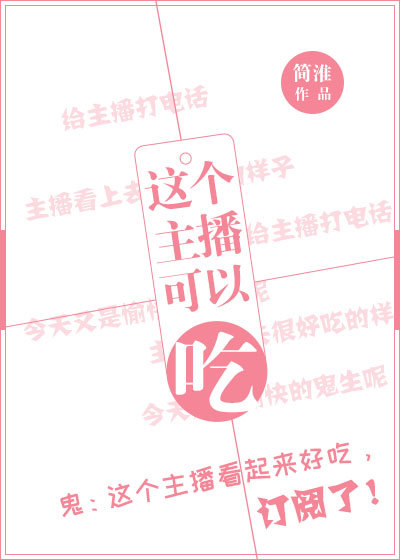 简淮
作品
给主播打电话
主播看上去 样子
给主播打电话
这个
主播
可以
吃
今天又是愉 呢
主 很好吃的样
今天 愉快的鬼生呢
鬼：这个主播看起来好吃，
订阅了！